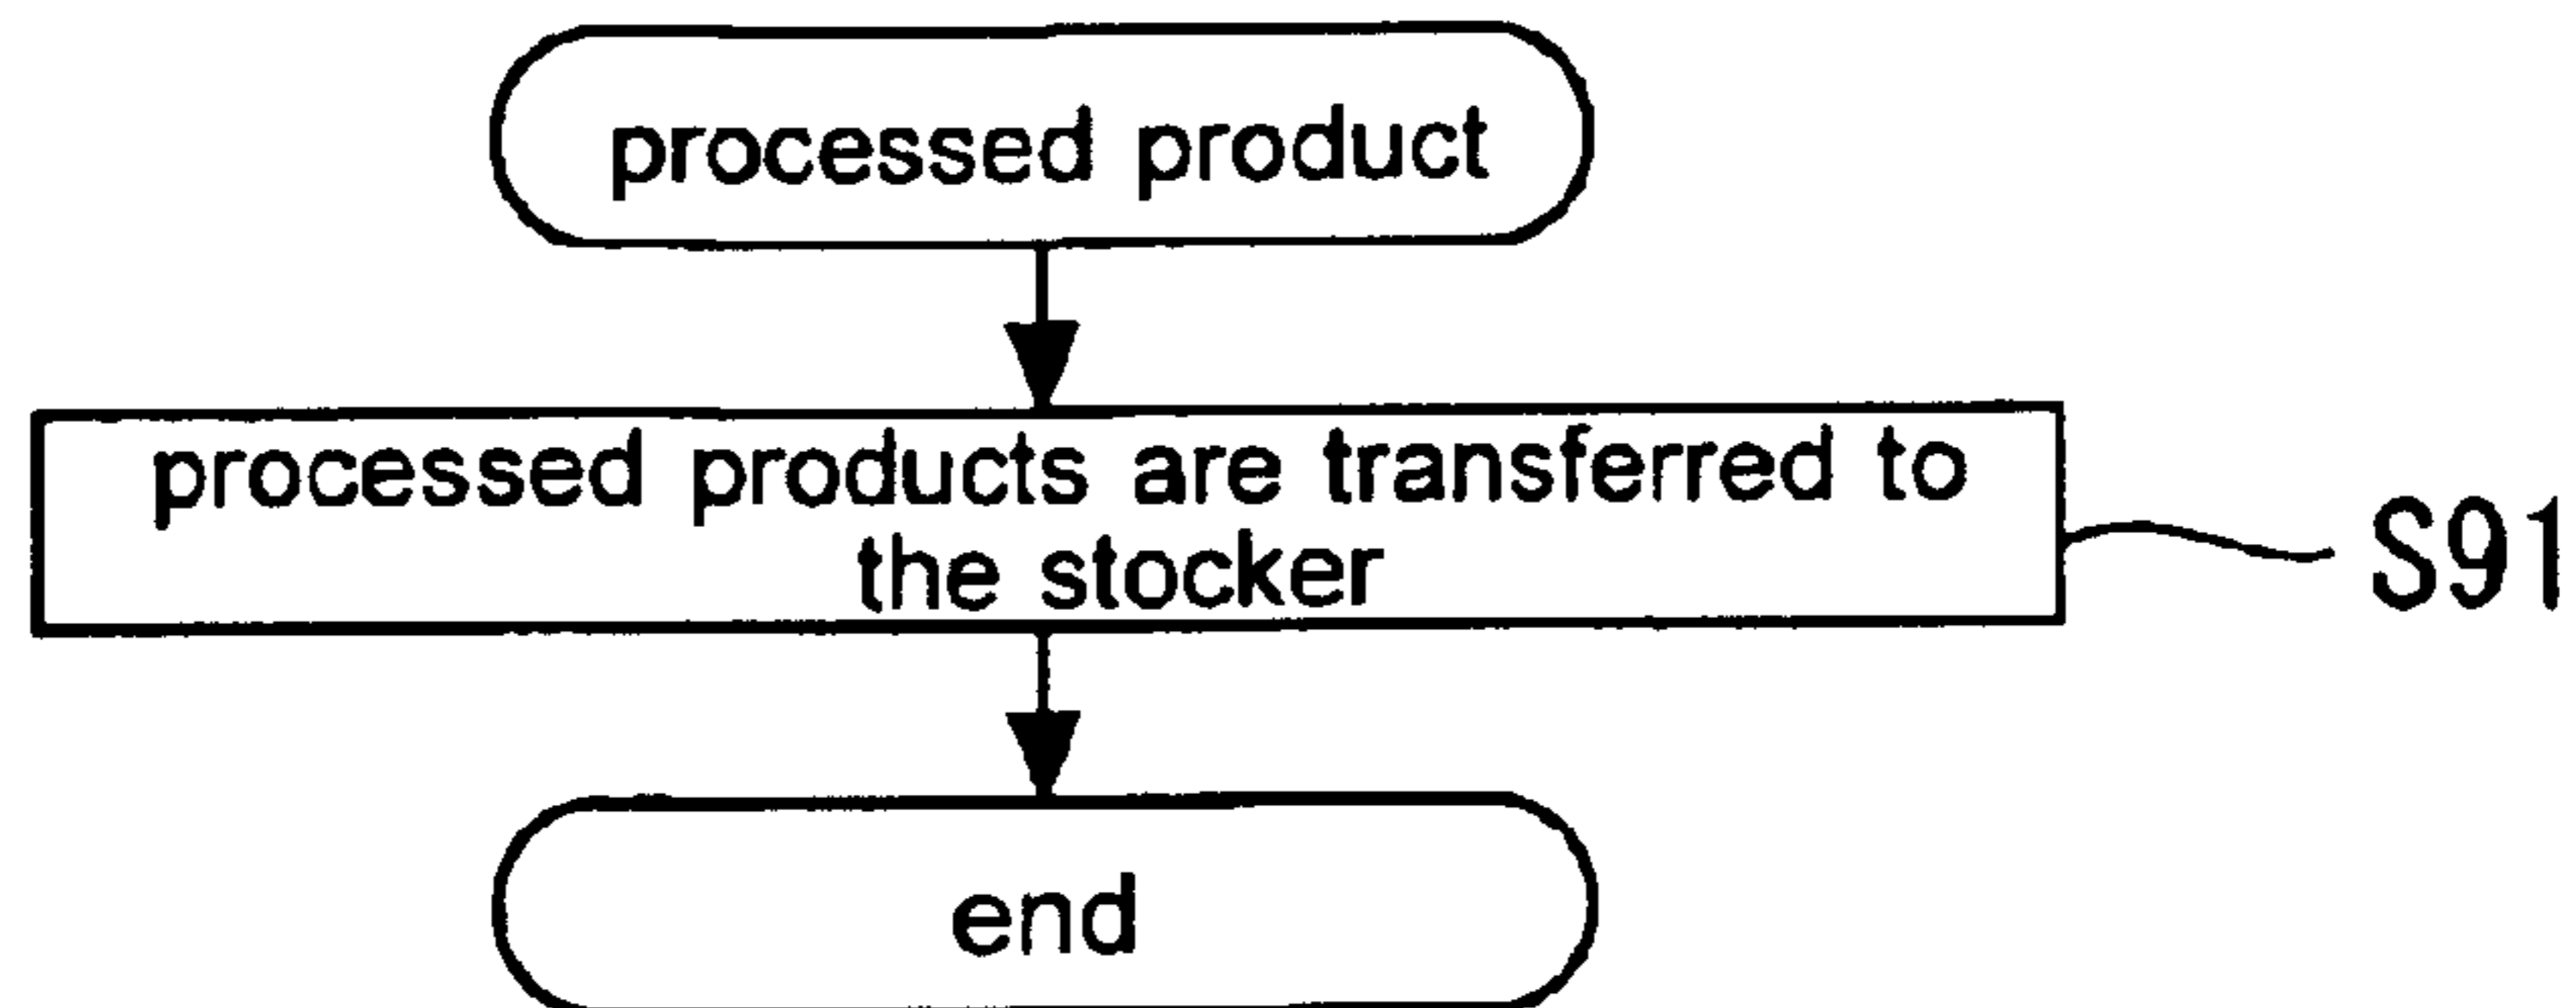 processed product
processed products are transferred to
the stocker
S91
end